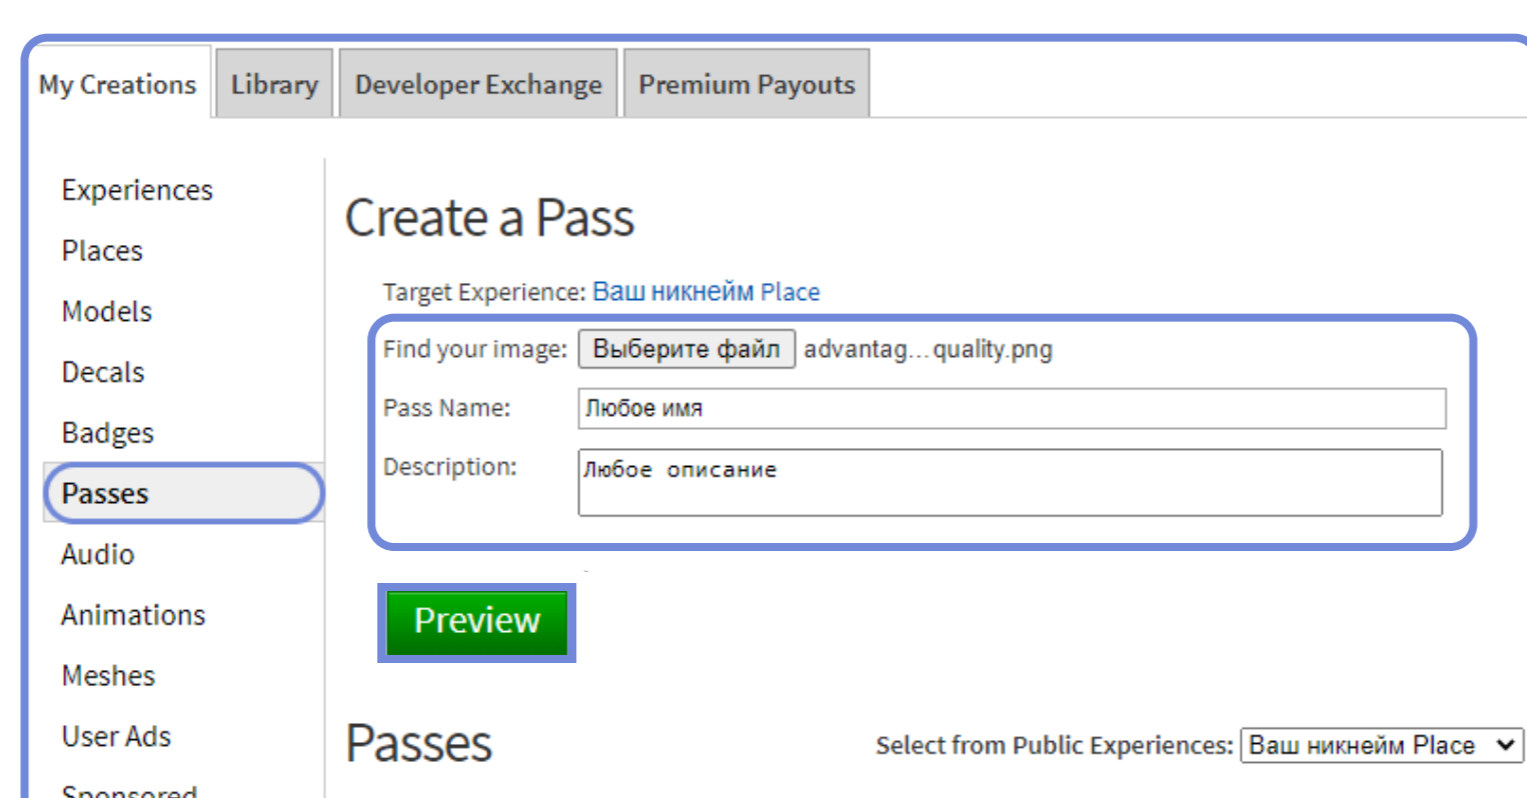 My Creations Library Developer Exchange Premium Payouts
Experiences
Places
Models
Decals
Badges
Passes
Audio
Animations
Meshes
User Ads
Sponsored
Create a Pass
Target Experience: Ваш никнейм Place
Find your image: Выберите файл advantag...quality.png
Pass Name: Любое имя
Description: Любое описание
Preview
Passes
Select from Public Experiences: Ваш никнейм Place